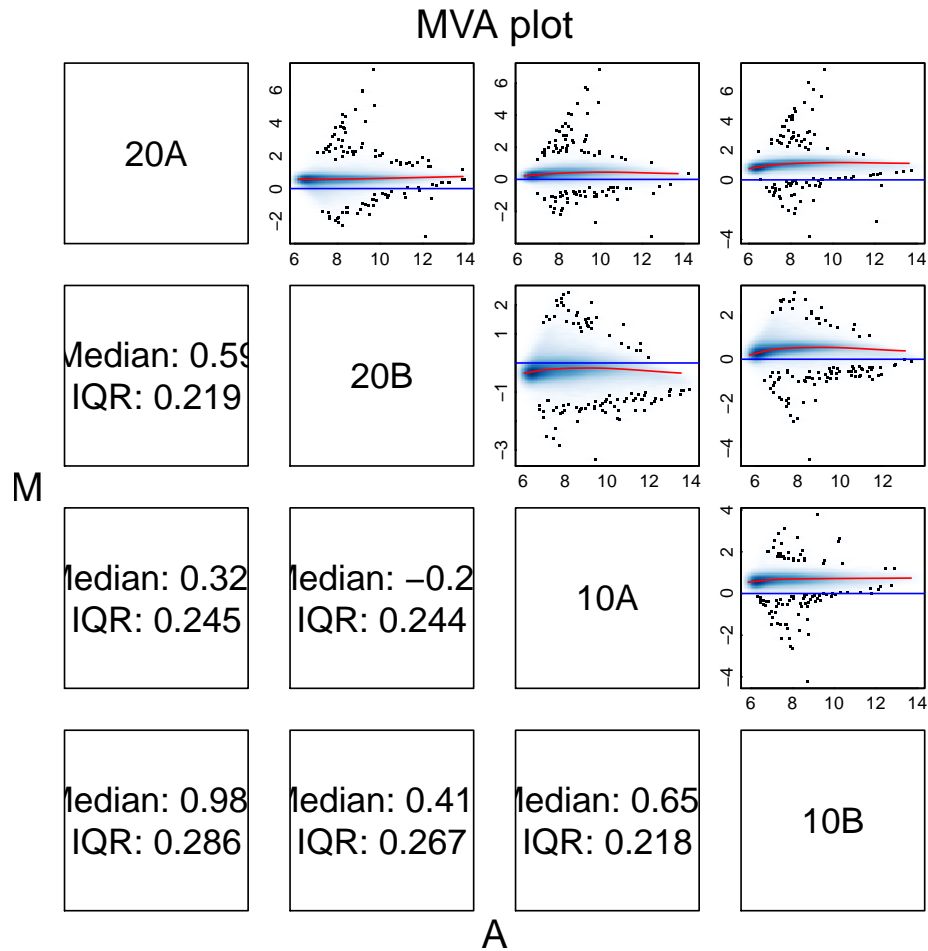 MVA plot
20A
−2 0 2 4 6
6 8 10 12 14
−2 0 2 4 6
6 8 10 12 14
−4 0 2 4 6
6 8 10 12 14
Median: 0.59
IQR: 0.219
20B
−3 −1 1 2
6 8 10 12 14
−4 −2 0 2
6 8 10 12
M
Median: 0.32
IQR: 0.245
Median: −0.2
IQR: 0.244
10A
−4 −2 0 2 4
6 8 10 12 14
Median: 0.98
IQR: 0.286
Median: 0.41
IQR: 0.267
Median: 0.65
IQR: 0.218
10B
A